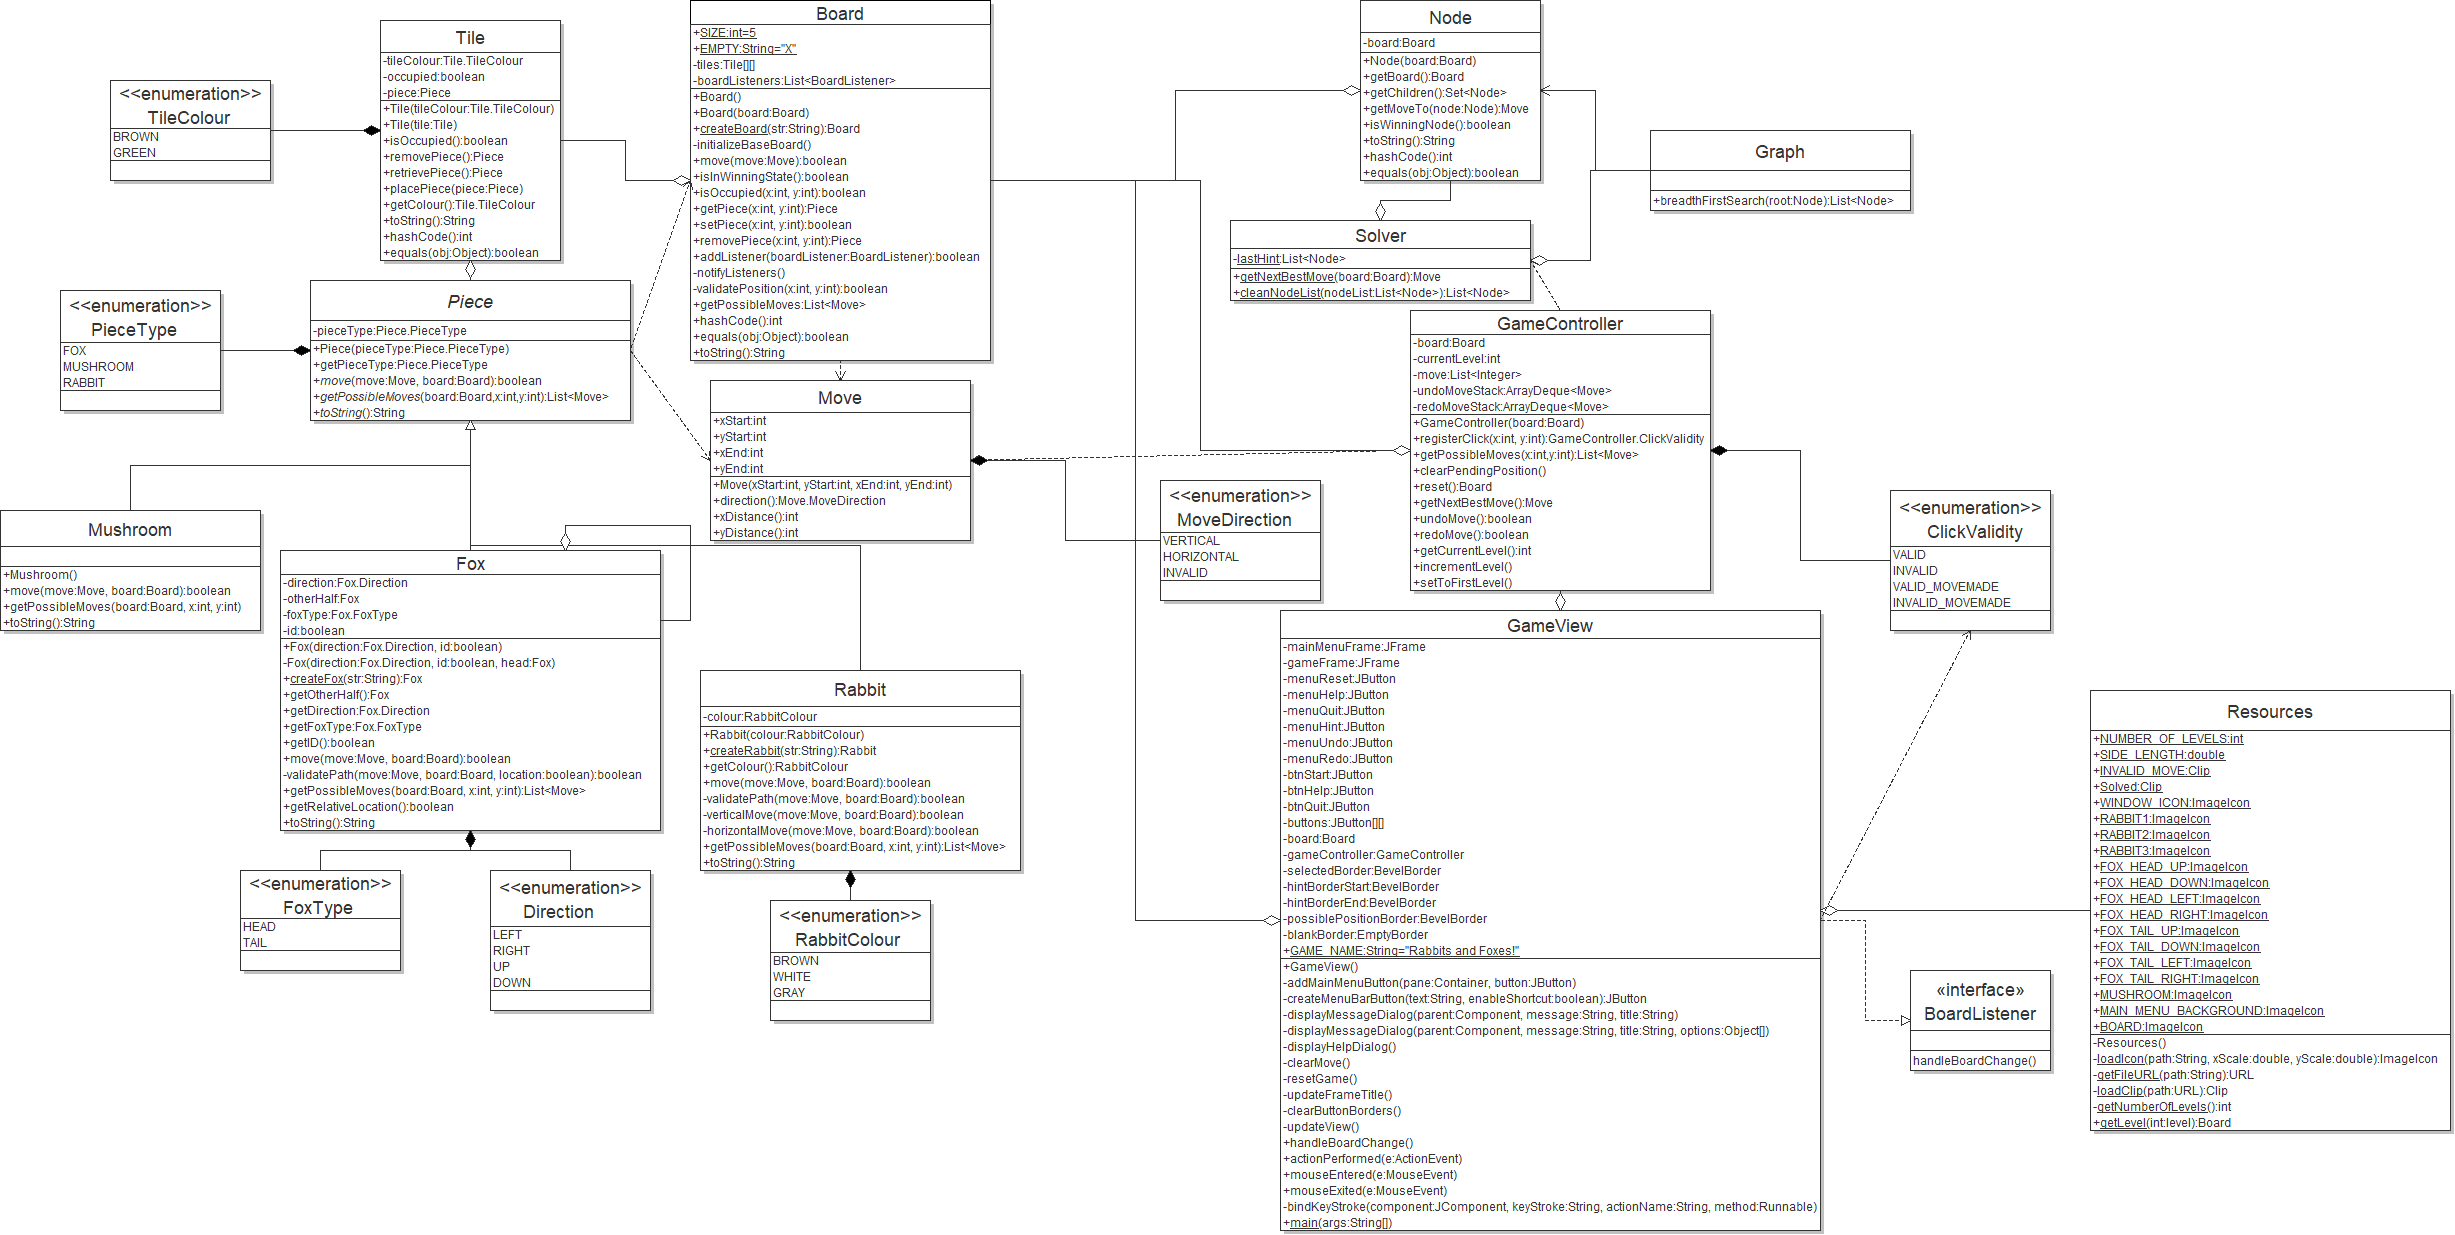 Tile
-tileColour:Tile.TileColour
-occupied:boolean
-piece:Piece
+Tile(tileColour:Tile.TileColour)
+Tile(tile:Tile)
+isOccupied():boolean
+removePiece():Piece
+retrievePiece():Piece
+placePiece(piece:Piece)
+getColour():Tile.TileColour
+toString():String
+hashCode():int
+equals(obj:Object):boolean
<<enumeration>>
TileColour
BROWN
GREEN
Board
+SIZE:int=5
+EMPTY:String="X"
-tiles:Tile[][]
-boardListeners:List<BoardListener>
+Board()
+Board(board:Board)
+createBoard(str:String):Board
-initializeBaseBoard()
+move(move:Move):boolean
+isInWinningState():boolean
+isOccupied(x:int, y:int):boolean
+getPiece(x:int, y:int):Piece
+setPiece(x:int, y:int):boolean
+removePiece(x:int, y:int):Piece
+addListener(boardListener:BoardListener):boolean
-notifyListeners()
-validatePosition(x:int, y:int):boolean
+getPossibleMoves:List<Move>
+hashCode():int
+equals(obj:Object):boolean
+toString():String
Node
-board:Board
+Node(board:Board)
+getBoard():Board
+getChildren():Set<Node>
+getMoveTo(node:Node):Move
+isWinningNode():boolean
+toString():String
+hashCode():int
+equals(obj:Object):boolean
Graph
+breadthFirstSearch(root:Node):List<Node>
Solver
-lastHint:List<Node>
+getNextBestMove(board:Board):Move
+cleanNodeList(nodeList:List<Node>):List<Node>
<<enumeration>>
PieceType
FOX
MUSHROOM
RABBIT
Piece
-pieceType:Piece.PieceType
+Piece(pieceType:Piece.PieceType)
+getPieceType:Piece.PieceType
+move(move:Move, board:Board):boolean
+getPossibleMoves(board:Board,x:int,y:int):List<Move>
+toString():String
Move
+xStart:int
+yStart:int
+xEnd:int
+yEnd:int
+Move(xStart:int, yStart:int, xEnd:int, yEnd:int)
+direction():Move.MoveDirection
+xDistance():int
+yDistance():int
GameController
-board:Board
-currentLevel:int
-move:List<Integer>
-undoMoveStack:ArrayDeque<Move>
-redoMoveStack:ArrayDeque<Move>
+GameController(board:Board)
+registerClick(x:int, y:int):GameController.ClickValidity
+getPossibleMoves(x:int,y:int):List<Move>
+clearPendingPosition()
+reset():Board
+getNextBestMove():Move
+undoMove():boolean
+redoMove():boolean
+getCurrentLevel():int
+incrementLevel()
+setToFirstLevel()
<<enumeration>>
MoveDirection
VERTICAL
HORIZONTAL
INVALID
<<enumeration>>
ClickValidity
VALID
INVALID
VALID_MOVEMADE
INVALID_MOVEMADE
Mushroom
+Mushroom()
+move(move:Move, board:Board):boolean
+getPossibleMoves(board:Board, x:int, y:int)
+toString():String
Fox
-direction:Fox.Direction
-otherHalf:Fox
-foxType:Fox.FoxType
-id:boolean
+Fox(direction:Fox.Direction, id:boolean)
-Fox(direction:Fox.Direction, id:boolean, head:Fox)
+createFox(str:String):Fox
+getOtherHalf():Fox
+getDirection:Fox.Direction
+getFoxType:Fox.FoxType
+getID():boolean
+move(move:Move, board:Board):boolean
-validatePath(move:Move, board:Board, location:boolean):boolean
+getPossibleMoves(board:Board, x:int, y:int):List<Move>
+getRelativeLocation():boolean
+toString():String
Rabbit
-colour:RabbitColour
+Rabbit(colour:RabbitColour)
+createRabbit(str:String):Rabbit
+getColour():RabbitColour
+move(move:Move, board:Board):boolean
-validatePath(move:Move, board:Board):boolean
-verticalMove(move:Move, board:Board):boolean
-horizontalMove(move:Move, board:Board):boolean
+getPossibleMoves(board:Board, x:int, y:int):List<Move>
+toString():String
<<enumeration>>
FoxType
HEAD
TAIL
<<enumeration>>
Direction
LEFT
RIGHT
UP
DOWN
<<enumeration>>
RabbitColour
BROWN
WHITE
GRAY
GameView
-mainMenuFrame:JFrame
-gameFrame:JFrame
-menuReset:JButton
-menuHelp:JButton
-menuQuit:JButton
-menuHint:JButton
-menuUndo:JButton
-menuRedo:JButton
-btnStart:JButton
-btnHelp:JButton
-btnQuit:JButton
-buttons:JButton[][]
-board:Board
-gameController:GameController
-selectedBorder:BevelBorder
-hintBorderStart:BevelBorder
-hintBorderEnd:BevelBorder
-possiblePositionBorder:BevelBorder
-blankBorder:EmptyBorder
+GAME_NAME:String="Rabbits and Foxes!"
+GameView()
-addMainMenuButton(pane:Container, button:JButton)
-createMenuBarButton(text:String, enableShortcut:boolean):JButton
-displayMessageDialog(parent:Component, message:String, title:String)
-displayMessageDialog(parent:Component, message:String, title:String, options:Object[])
-displayHelpDialog()
-clearMove()
-resetGame()
-updateFrameTitle()
-clearButtonBorders()
-updateView()
+handleBoardChange()
+actionPerformed(e:ActionEvent)
+mouseEntered(e:MouseEvent)
+mouseExited(e:MouseEvent)
-bindKeyStroke(component:JComponent, keyStroke:String, actionName:String, method:Runnable)
+main(args:String[])
«interface»
BoardListener
handleBoardChange()
Resources
+NUMBER_OF_LEVELS:int
+SIDE_LENGTH:double
+INVALID_MOVE:Clip
+Solved:Clip
+WINDOW_ICON:ImageIcon
+RABBIT1:ImageIcon
+RABBIT2:ImageIcon
+RABBIT3:ImageIcon
+FOX_HEAD_UP:ImageIcon
+FOX_HEAD_DOWN:ImageIcon
+FOX_HEAD_LEFT:ImageIcon
+FOX_HEAD_RIGHT:ImageIcon
+FOX_TAIL_UP:ImageIcon
+FOX_TAIL_DOWN:ImageIcon
+FOX_TAIL_LEFT:ImageIcon
+FOX_TAIL_RIGHT:ImageIcon
+MUSHROOM:ImageIcon
+MAIN_MENU_BACKGROUND:ImageIcon
+BOARD:ImageIcon
-Resources()
-loadIcon(path:String, xScale:double, yScale:double):ImageIcon
-getFileURL(path:String):URL
-loadClip(path:URL):Clip
-getNumberOfLevels():int
+getLevel(int:level):Board